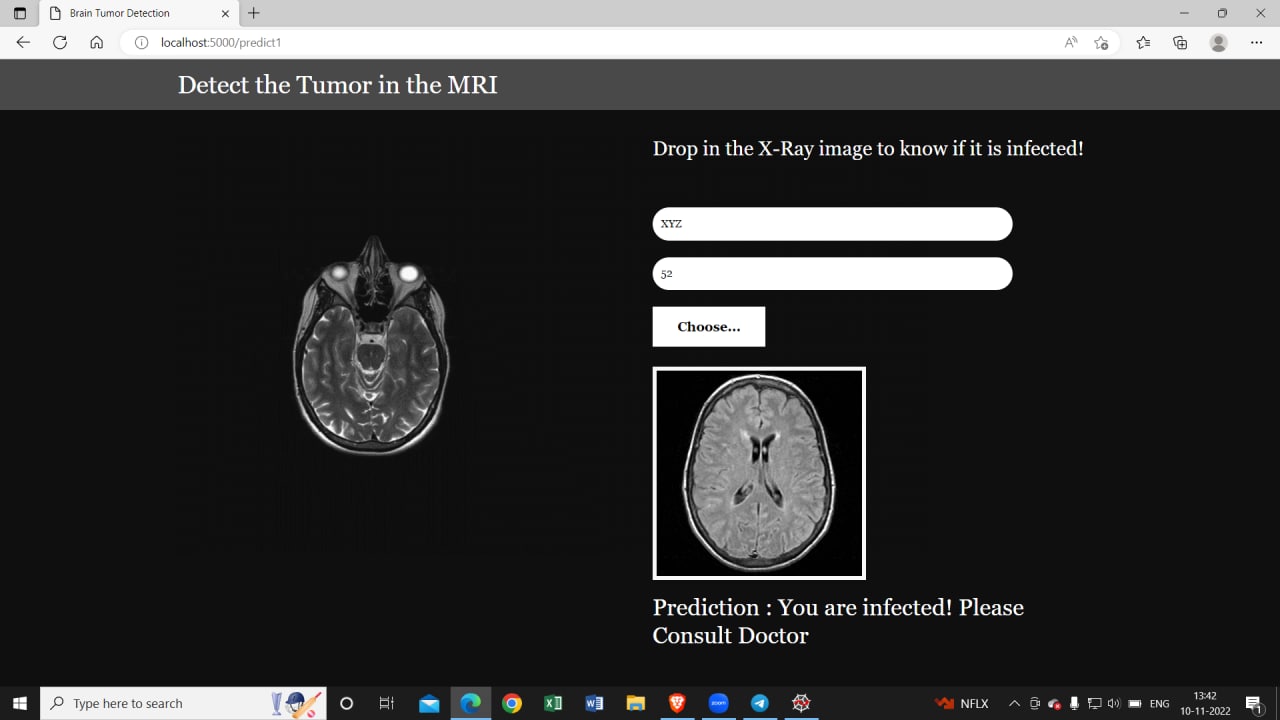 Brain Tumor Detection
localhost:5000/predict1
Detect the Tumor in the MRI
Drop in the X-Ray image to know if it is infected!
XYZ
52
Choose...
Prediction : You are infected! Please
Consult Doctor
Type here to search
zoom
NFLX
ENG
13:42
10-11-2022
1